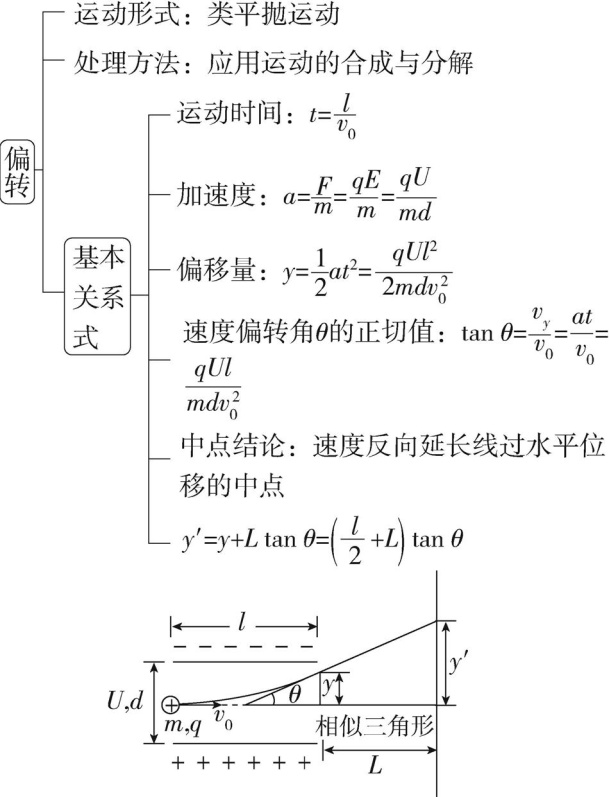 运动形式：类平抛运动
处理方法：应用运动的合成与分解
偏转
基本关系式
运动时间：t=l/v₀
加速度：a=F/m=qE/m=qU/md
偏移量：y=1/2at²=qUl²/2mdv₀²
速度偏转角θ的正切值：tan θ=v_y/v₀=at/v₀=
qUl/mdv₀²
中点结论：速度反向延长线过水平位
移的中点
y′=y+L tan θ=(l/2+L) tan θ
l
− − − − − −
U,d
m,q
+
v₀
θ
y
y′
相似三角形
+ + + + + +
L